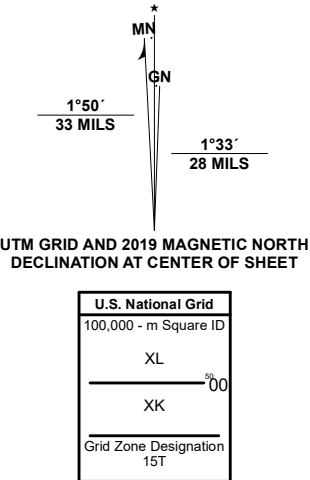 ★
MN
GN
1°50´
33 MILS
1°33´
28 MILS
UTM GRID AND 2019 MAGNETIC NORTH
DECLINATION AT CENTER OF SHEET
U.S. National Grid
100,000 - m Square ID
XL
5000
XK
Grid Zone Designation
15T